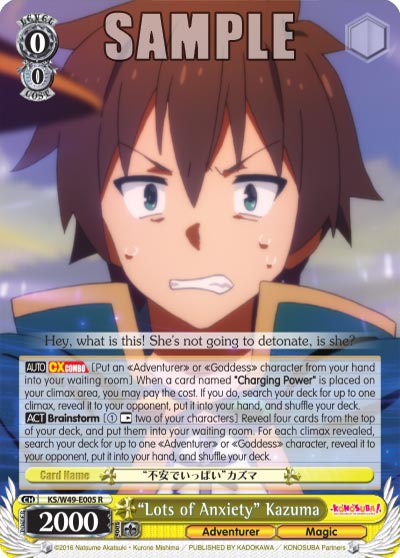 SAMPLE
0
0
COST
Hey, what is this! She's not going to detonate, is she?
AUTO CXCOMBO [Put an «Adventurer» or «Goddess» character from your hand
into your waiting room] When a card named "Charging Power" is placed
on your climax area, you may pay the cost. If you do, search your deck for up to one
climax, reveal it to your opponent, put it into your hand, and shuffle your deck.
ACT Brainstorm [① two of your characters] Reveal four cards from the top
of your deck, and put them into your waiting room. For each climax revealed,
search your deck for up to one «Adventurer» or «Goddess» character, reveal it to
your opponent, put it into your hand, and shuffle your deck.
Card Name “不安でいっぱい”カズマ
KS/W49-E005 R
KONOSUBA!
2000
“Lots of Anxiety” Kazuma
Adventurer Magic
©2016 Natsume Akatsuki・Kurone Mishima / PUBLISHED BY KADOKAWA / KONOSUBA Partners